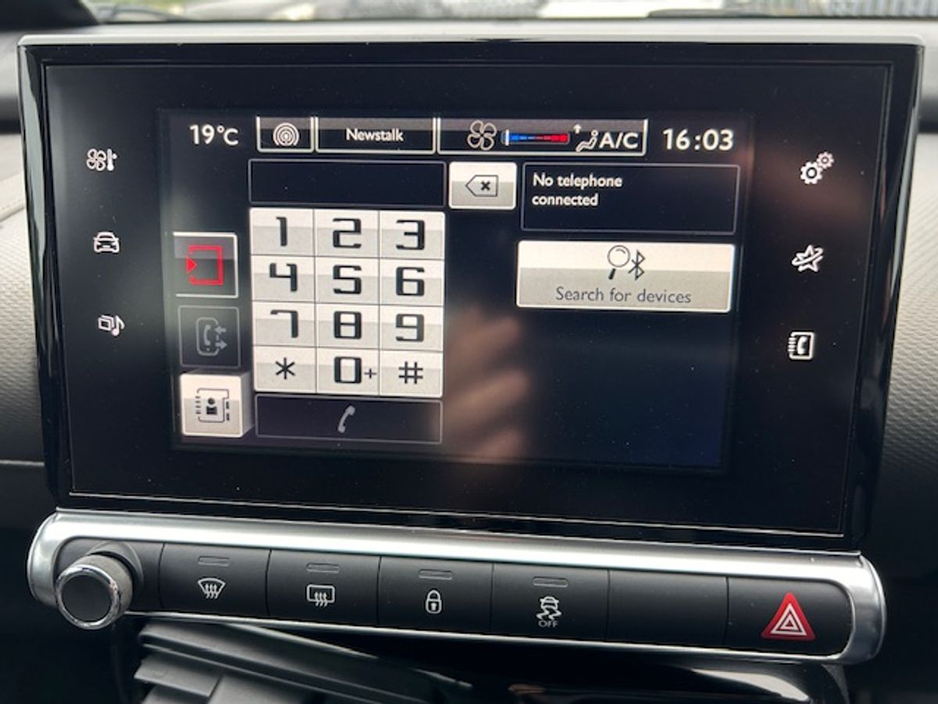 19°C
Newstalk
A/C
16:03
No telephone
connected
1 2 3
4 5 6
7 8 9
* 0+ #
Search for devices
OFF